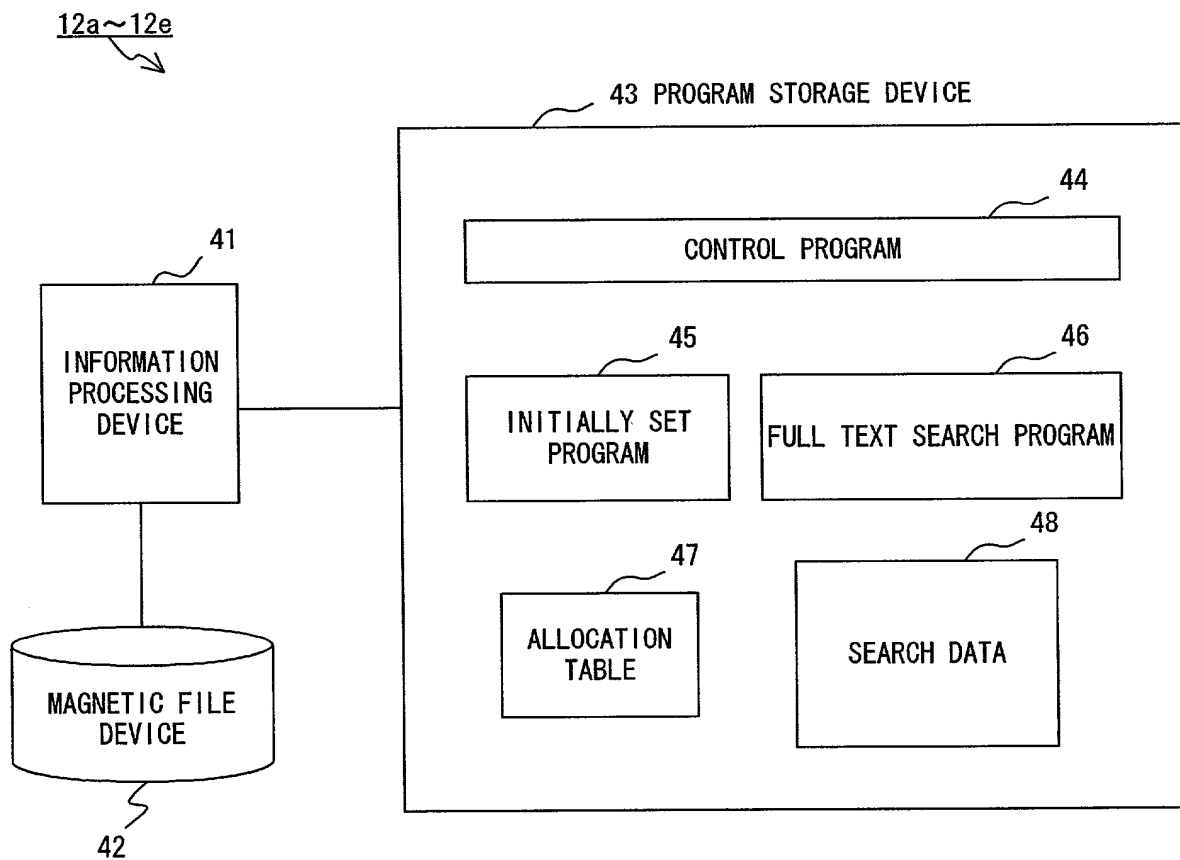 12a~12e
43 PROGRAM STORAGE DEVICE
44
CONTROL PROGRAM
41
INFORMATION
PROCESSING
DEVICE
45
INITIALLY SET
PROGRAM
46
FULL TEXT SEARCH PROGRAM
47
ALLOCATION
TABLE
48
SEARCH DATA
MAGNETIC FILE
DEVICE
42